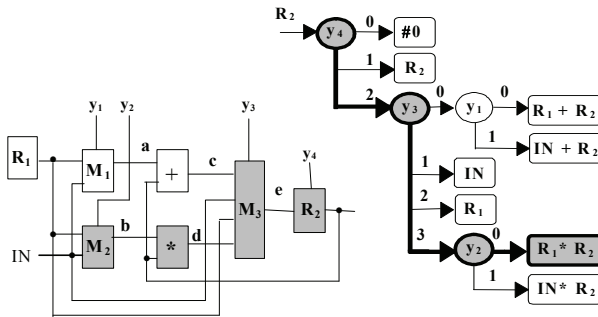 R₂
y₄
0
#0
1
R₂
2
y₃
0
y₁
0
R₁ + R₂
1
IN + R₂
1
IN
2
R₁
3
y₂
0
R₁* R₂
1
IN* R₂
y₁
y₂
y₃
y₄
R₁
M₁
a
+
c
M₃
e
R₂
IN
M₂
b
*
d